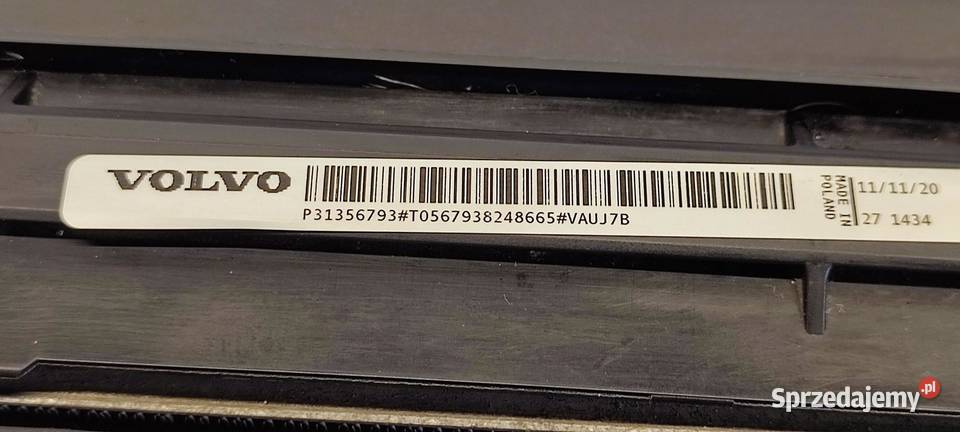 VOLVO
P31356793#T0567938248665#VAUJ7B
MADE IN
POLAND
11/11/20
27 1434
Sprzedajemy.pl